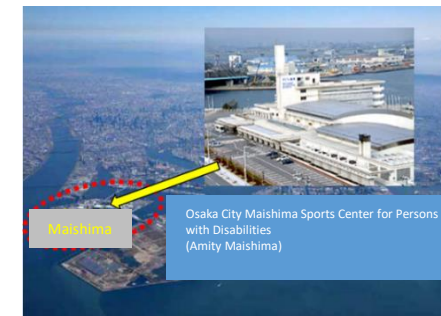 Maishima
Osaka City Maishima Sports Center for Persons
with Disabilities
(Amity Maishima)